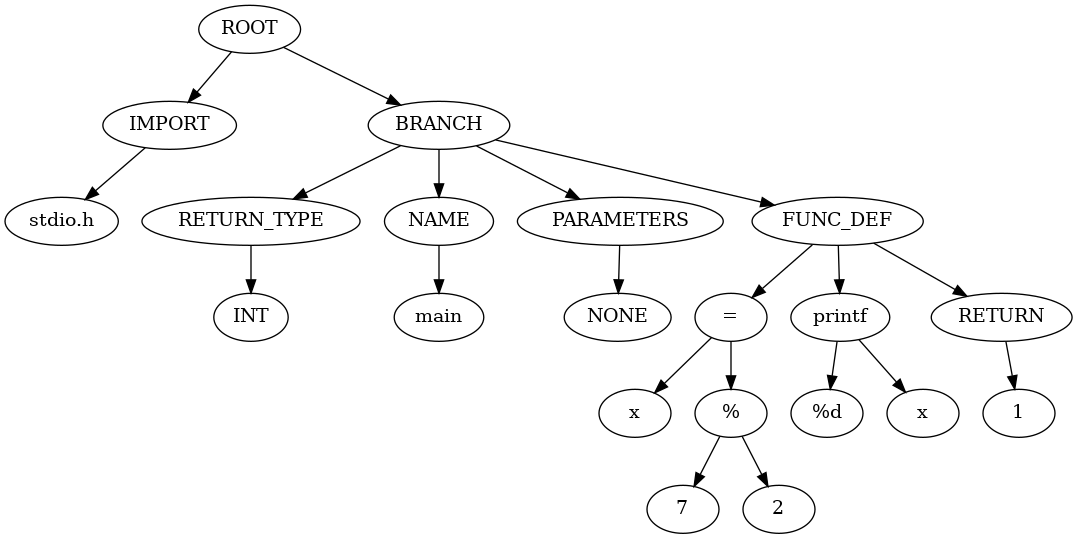 ROOT
IMPORT
BRANCH
stdio.h
RETURN_TYPE
NAME
PARAMETERS
FUNC_DEF
INT
main
NONE
=
printf
RETURN
x
%
%d
x
1
7
2